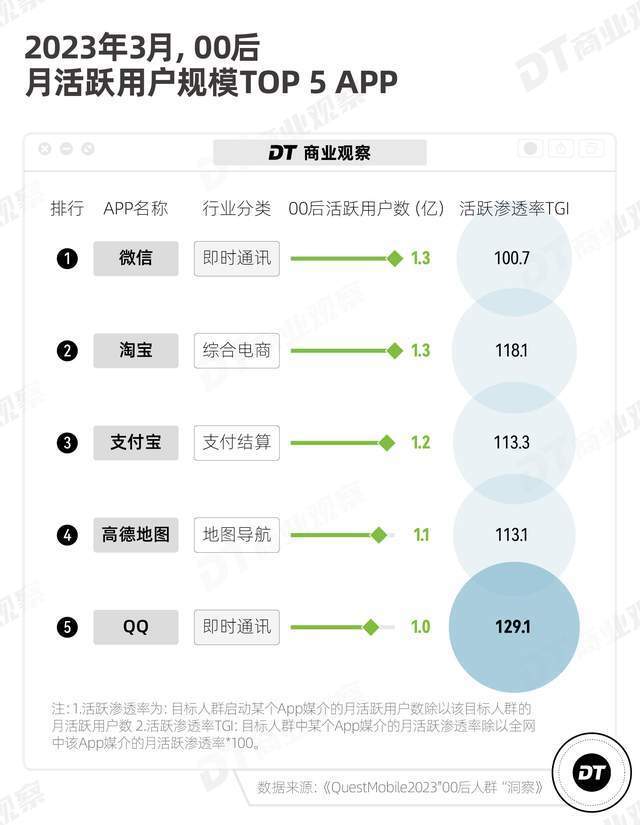 2023年3月, 00后
月活跃用户规模TOP 5 APP
DT 商业观察
DT 商业观察
排行 APP名称 行业分类 00后活跃用户数 (亿) 活跃渗透率TGI
1 微信 即时通讯 1.3 100.7
2 淘宝 综合电商 1.3 118.1
3 支付宝 支付结算 1.2 113.3
4 高德地图 地图导航 1.1 113.1
5 QQ 即时通讯 1.0 129.1
注: 1.活跃渗透率为: 目标人群启动某个App媒介的月活跃用户数除以该目标人群的
月活跃用户数 2.活跃渗透率TGI: 目标人群中某个App媒介的月活跃渗透率除以全网
中该App媒介的月活跃渗透率*100。
数据来源:《QuestMobile2023"00后人群 "洞察》
DT